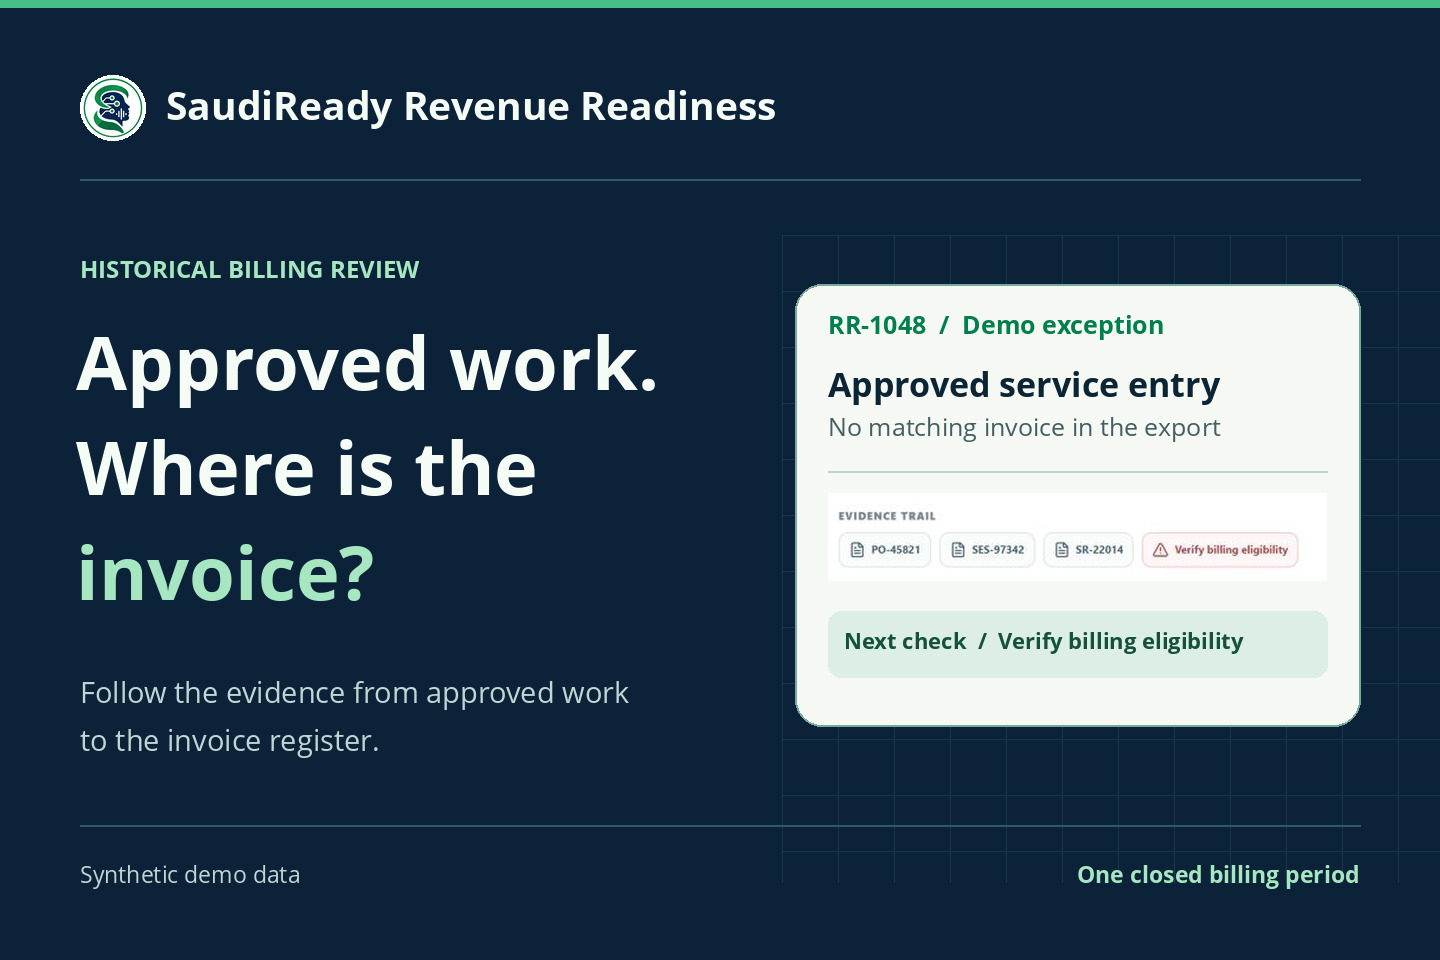 SaudiReady Revenue Readiness
HISTORICAL BILLING REVIEW
Approved work.
Where is the
invoice?
Follow the evidence from approved work
to the invoice register.
RR-1048 / Demo exception
Approved service entry
No matching invoice in the export
EVIDENCE TRAIL
PO-45821 SES-97342 SR-22014 Verify billing eligibility
Next check / Verify billing eligibility
Synthetic demo data
One closed billing period